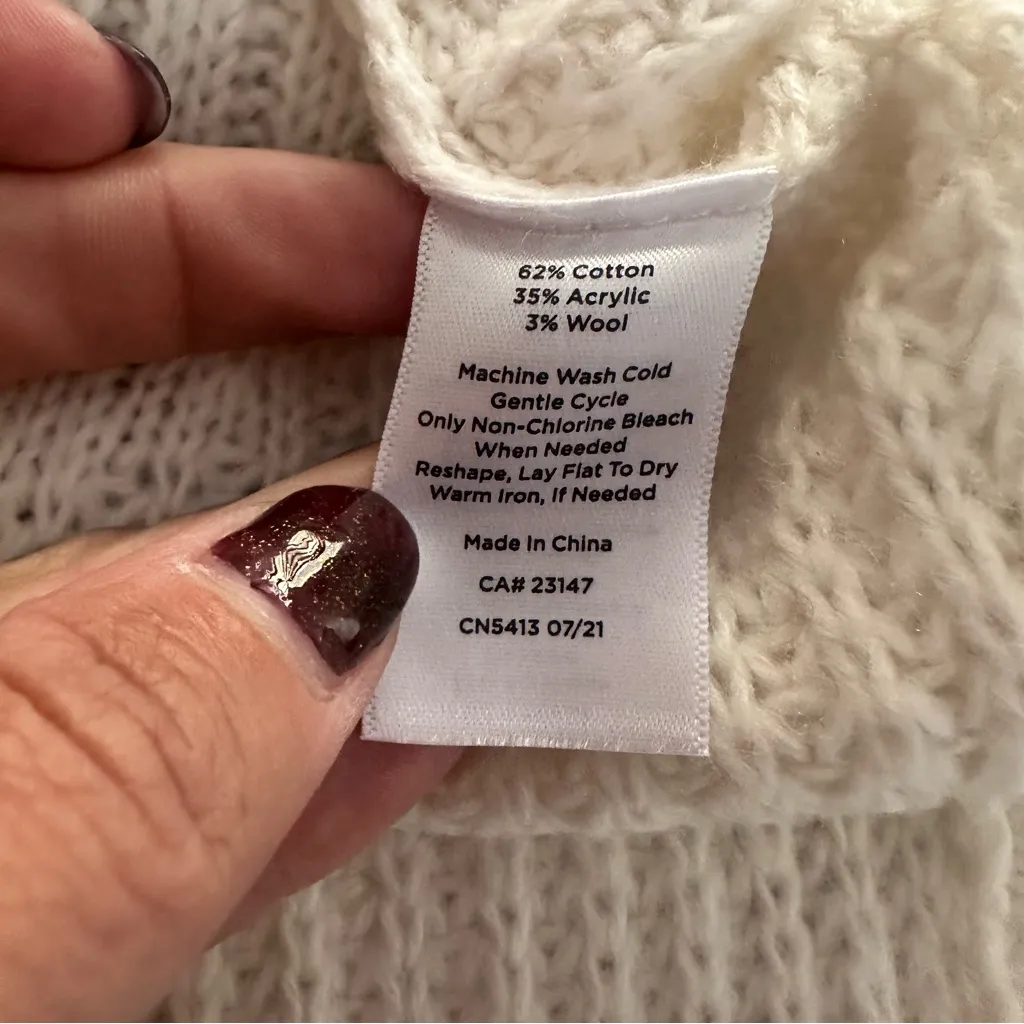 62% Cotton
35% Acrylic
3% Wool
Machine Wash Cold
Gentle Cycle
Only Non-Chlorine Bleach
When Needed
Reshape, Lay Flat To Dry
Warm Iron, If Needed
Made In China
CA# 23147
CN5413 07/21